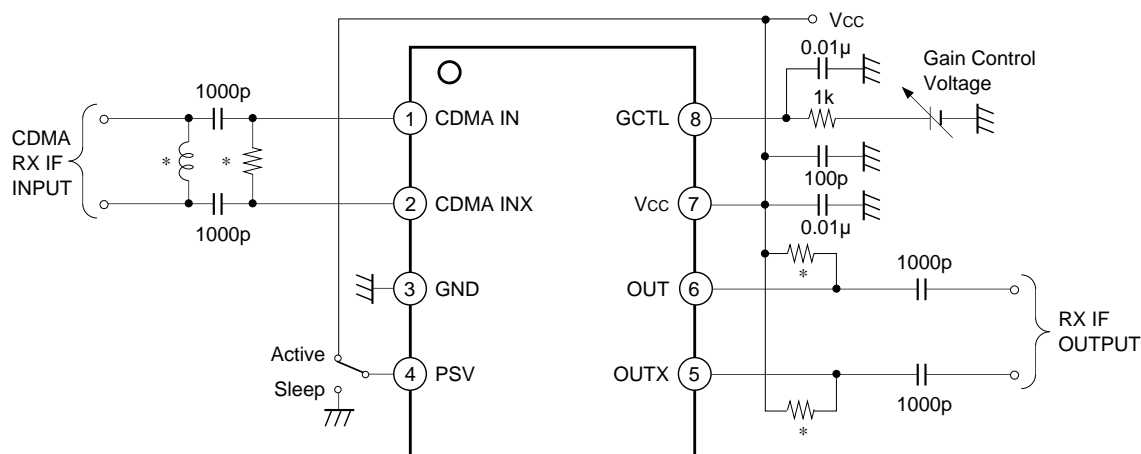 Vcc
0.01µ
Gain Control
Voltage
1000p
1
CDMA IN
GCTL
8
1k
CDMA
RX IF
INPUT
*
*
100p
2
CDMA INX
Vcc
7
1000p
0.01µ
*
1000p
3
GND
OUT
6
RX IF
OUTPUT
Active
4
PSV
OUTX
5
Sleep
1000p
*